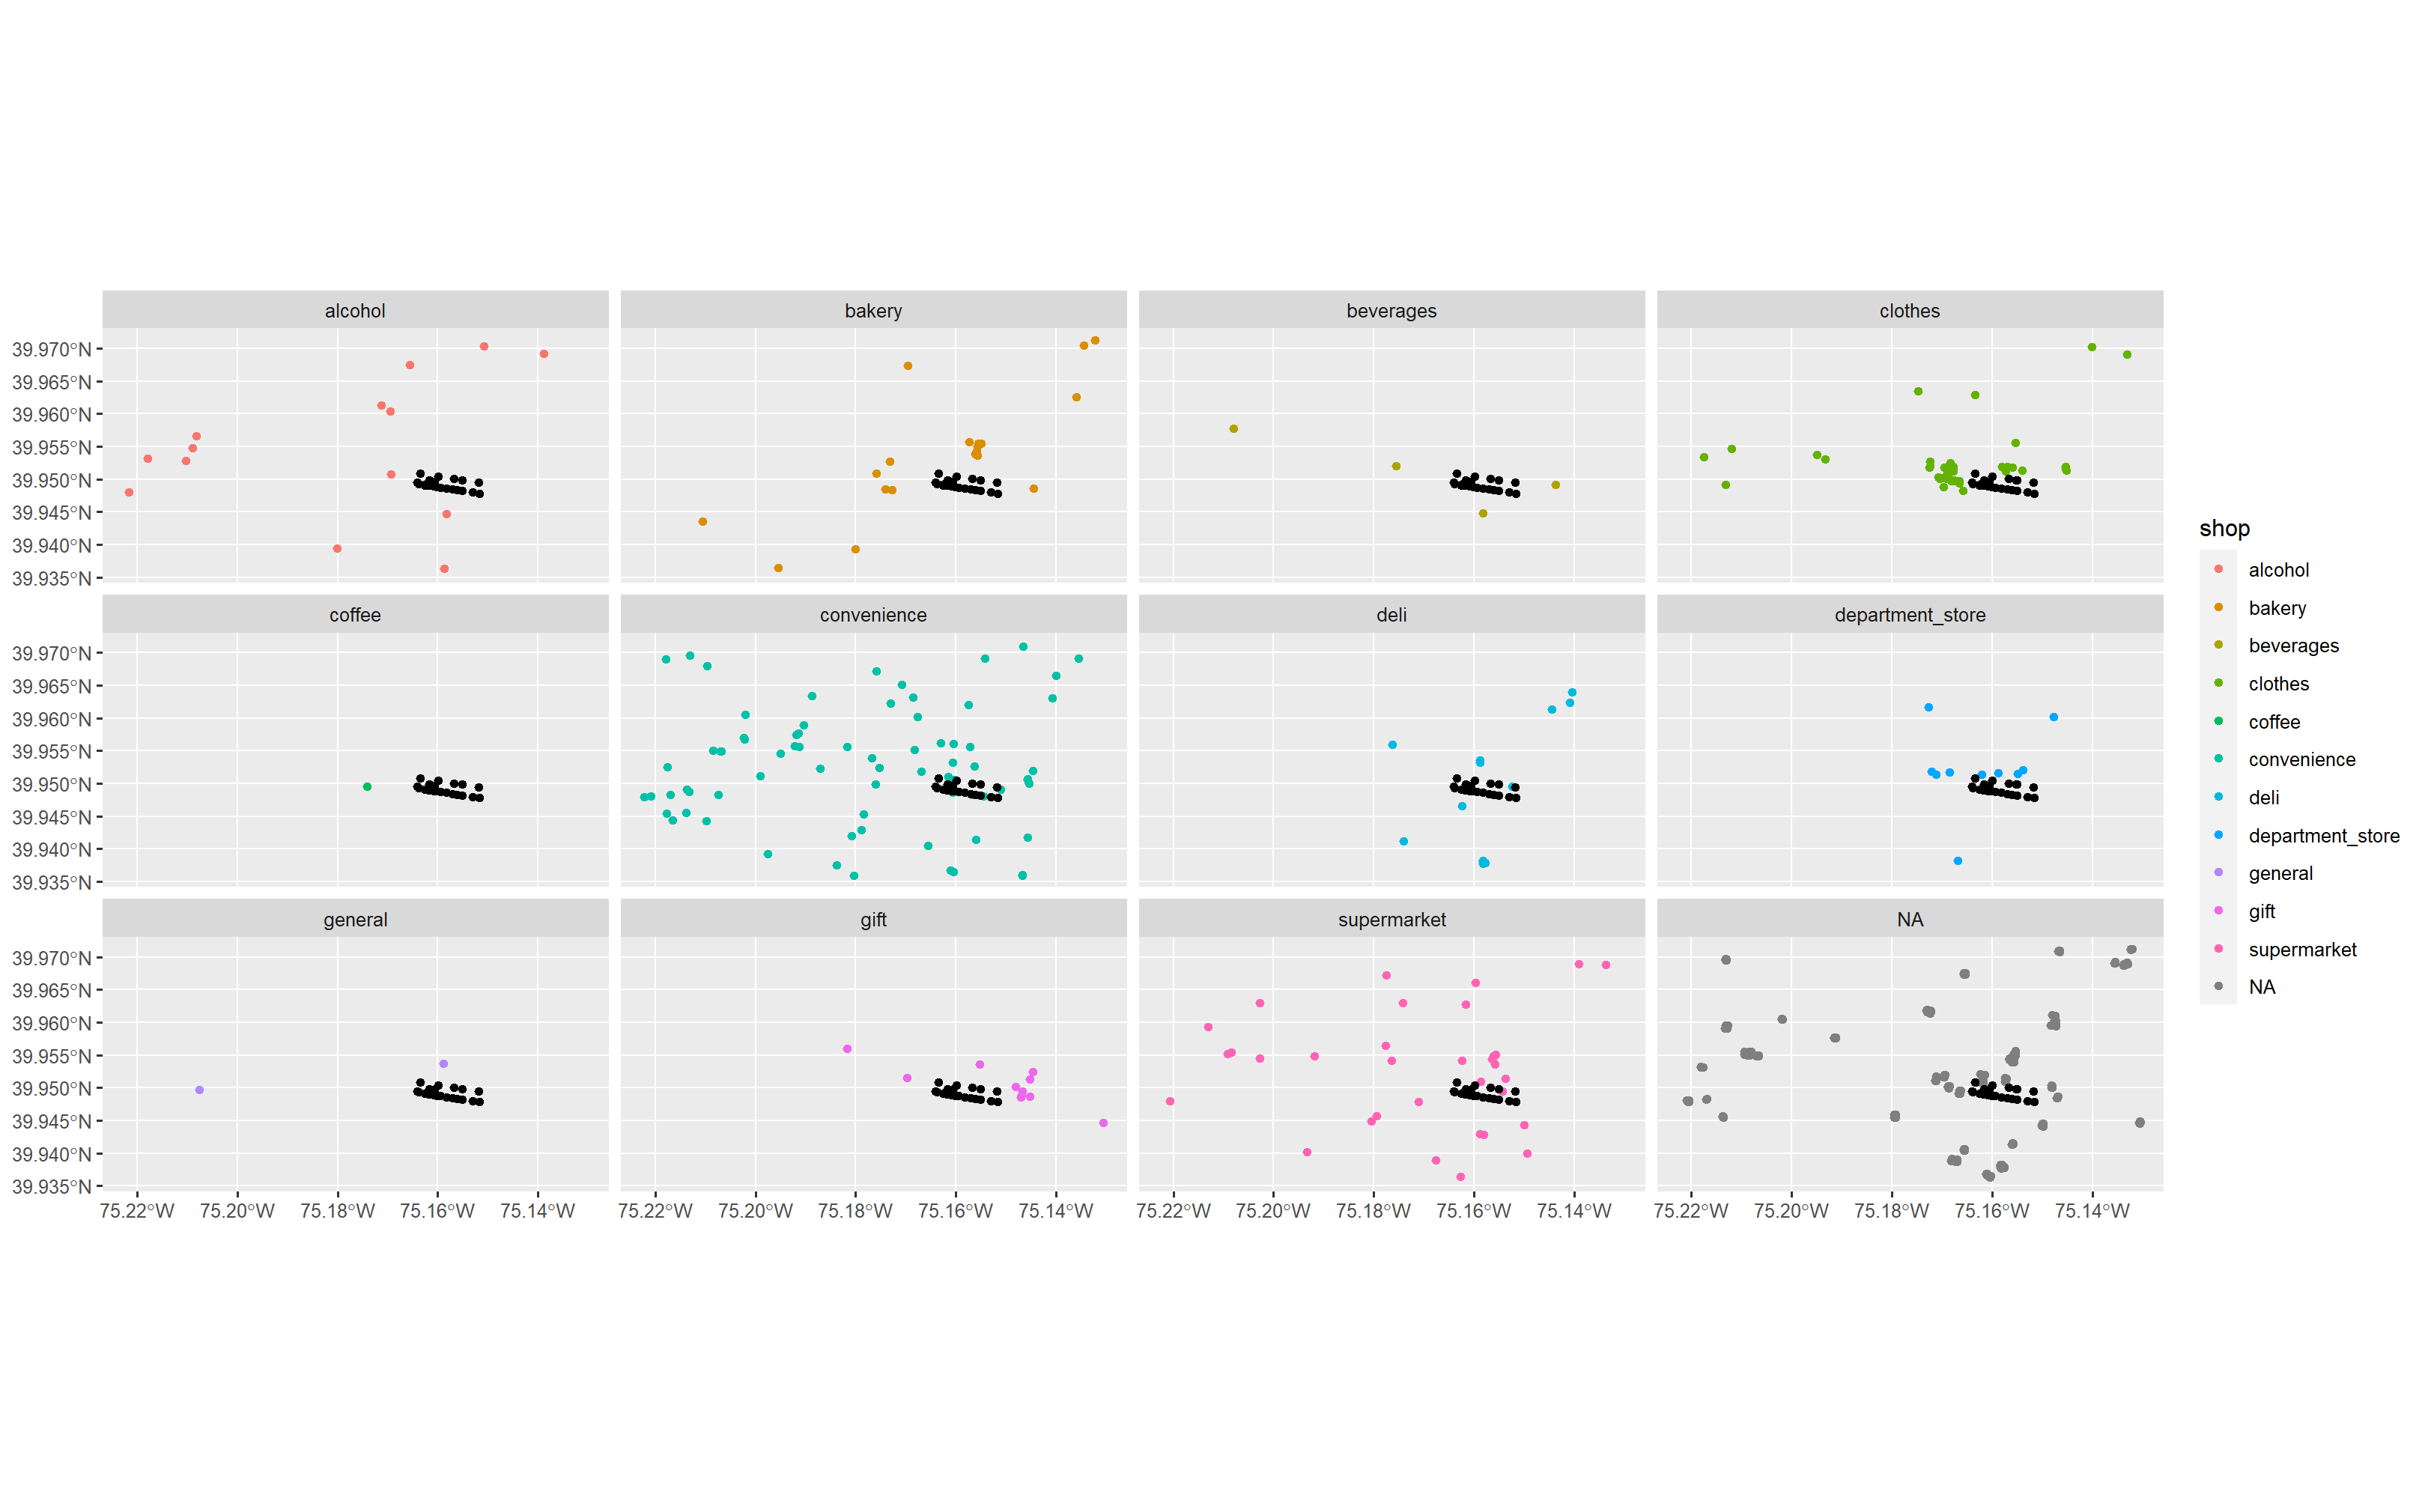 alcohol bakery beverages clothes
39.970°N
39.965°N
39.960°N
39.955°N
39.950°N
39.945°N
39.940°N
39.935°N
coffee convenience deli department_store
39.970°N
39.965°N
39.960°N
39.955°N
39.950°N
39.945°N
39.940°N
39.935°N
general gift supermarket NA
39.970°N
39.965°N
39.960°N
39.955°N
39.950°N
39.945°N
39.940°N
39.935°N
75.22°W 75.20°W 75.18°W 75.16°W 75.14°W 75.22°W 75.20°W 75.18°W 75.16°W 75.14°W 75.22°W 75.20°W 75.18°W 75.16°W 75.14°W 75.22°W 75.20°W 75.18°W 75.16°W 75.14°W
shop
alcohol
bakery
beverages
clothes
coffee
convenience
deli
department_store
general
gift
supermarket
NA